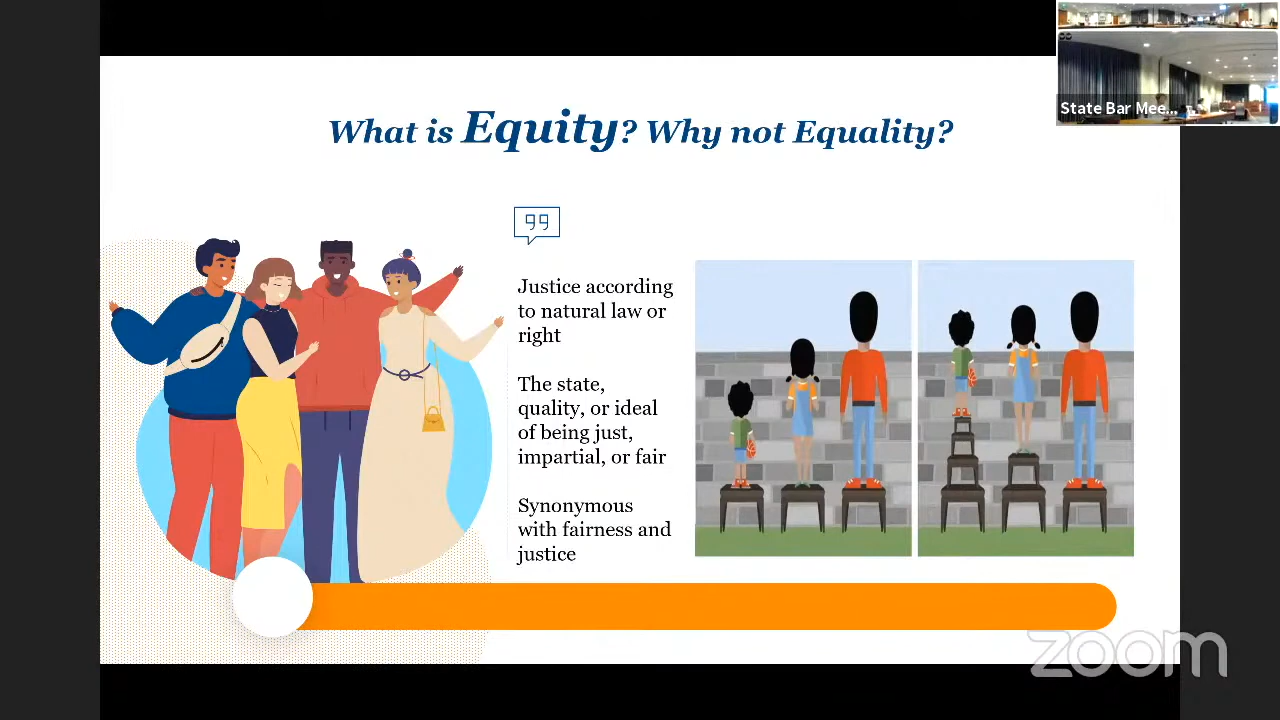 State Bar Mee...
What is Equity? Why not Equality?
Justice according
to natural law or
right
The state,
quality, or ideal
of being just,
impartial, or fair
Synonymous
with fairness and
justice
zoom